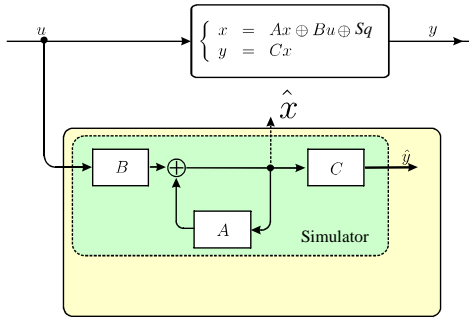 u
x = Ax ⊕ Bu ⊕ Sq
y = Cx
y
x̂
B
⊕
C
ŷ
A
Simulator